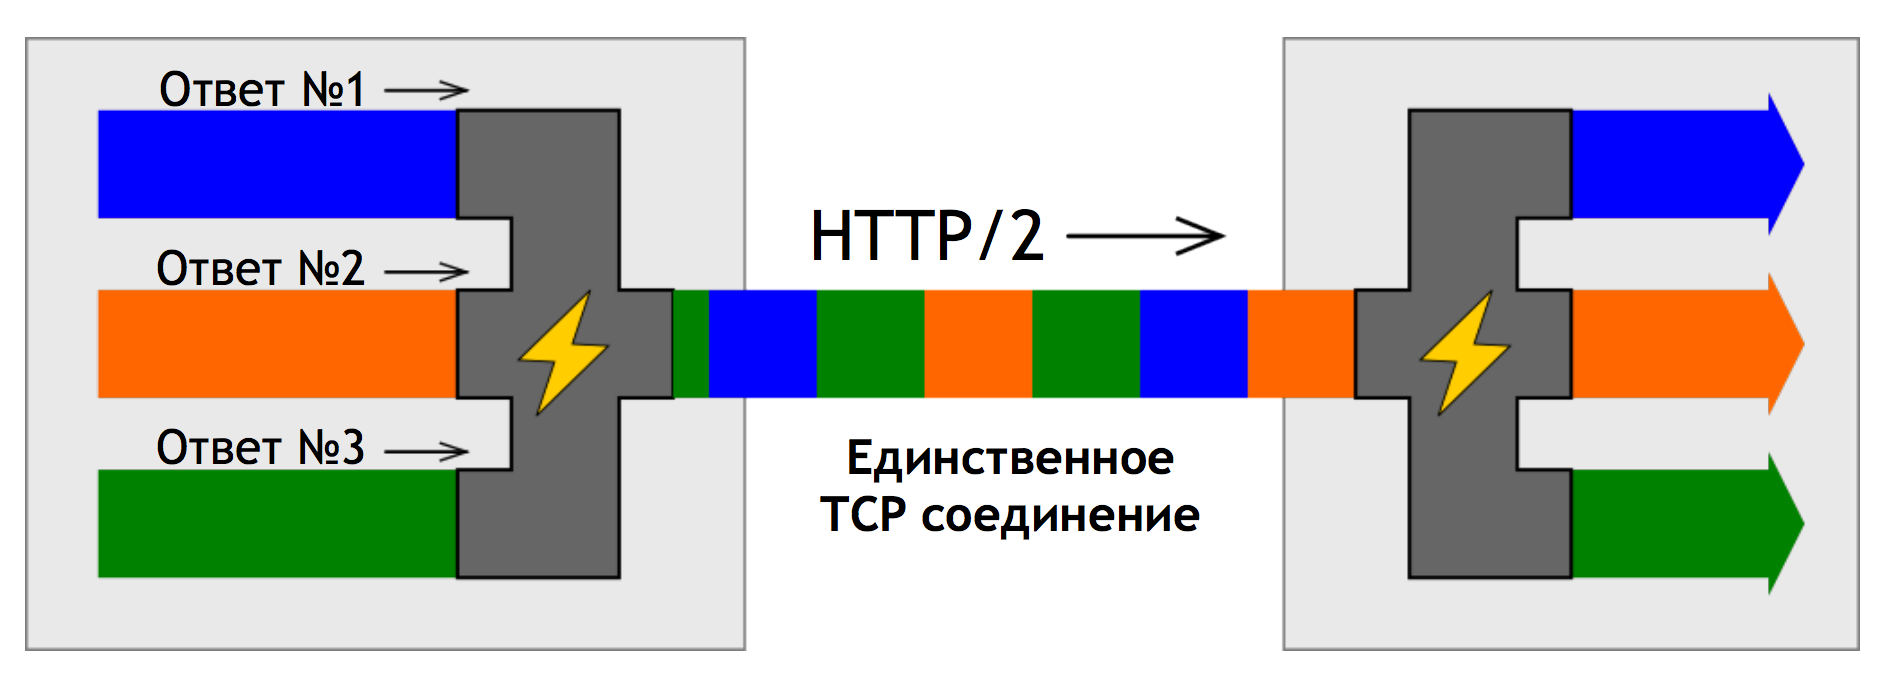 Ответ №1
HTTP/2
Ответ №2
Ответ №3
Единственное
TCP соединение